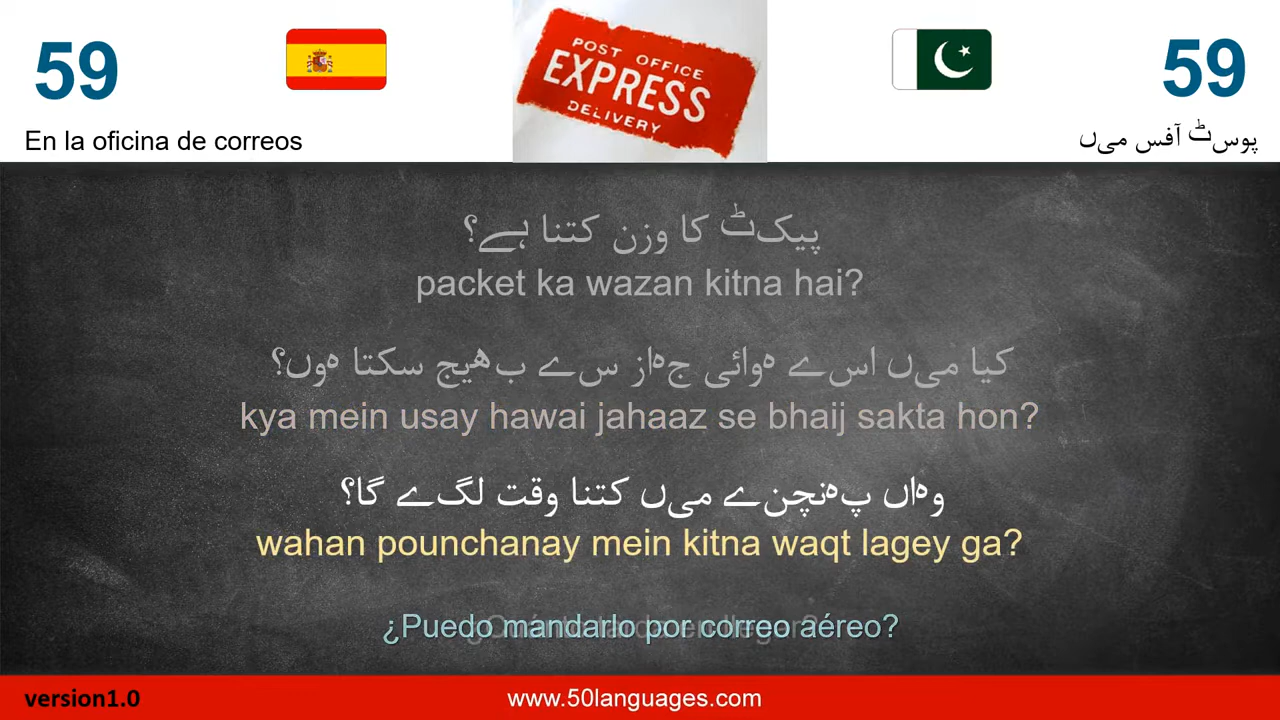 59
59
En la oficina de correos
POST OFFICE
EXPRESS
DELIVERY
پوسٹ آفس میں
پیکٹ کا وزن کتنا ہے؟
packet ka wazan kitna hai?
کیا میں اسے ہوائی جہاز سے بھیج سکتا ہوں؟
kya mein usay hawai jahaaz se bhaij sakta hon?
وہاں پہنچنے میں کتنا وقت لگے گا؟
wahan pounchanay mein kitna waqt lagey ga?
¿Puedo mandarlo por correo aéreo?
version1.0
www.50languages.com